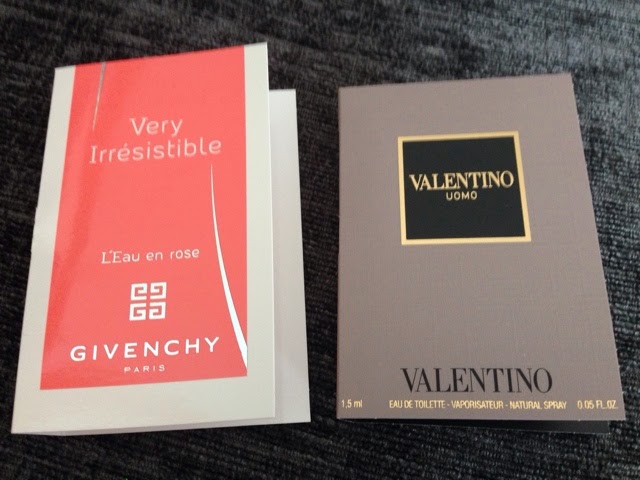 Very
Irrésistible
L'Eau en rose
GIVENCHY
PARIS
VALENTINO
UOMO
VALENTINO
1,5 ml EAU DE TOILETTE - VAPORISATEUR - NATURAL SPRAY 0.05 FL.OZ.